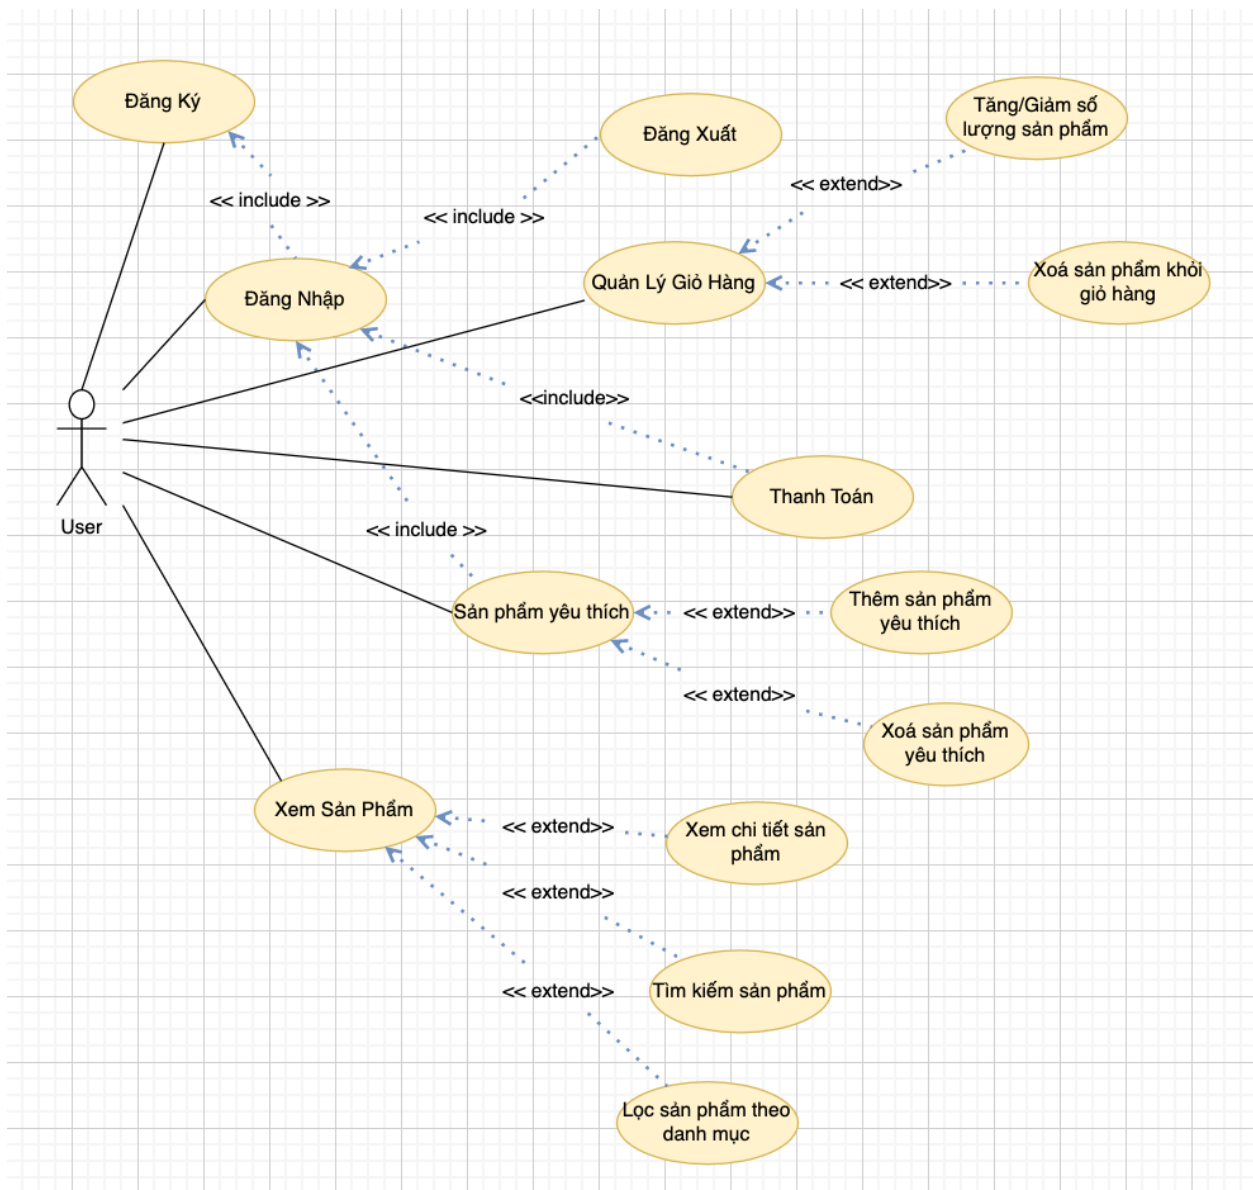 Đăng Ký
Tăng/Giảm số
lượng sản phẩm
Đăng Xuất
<< extend>>
<< include >>
<< include >>
Quản Lý Giỏ Hàng
<< extend>>
Xoá sản phẩm khỏi
giỏ hàng
Đăng Nhập
<<include>>
Thanh Toán
User
<< include >>
Sản phẩm yêu thích
<< extend>>
Thêm sản phẩm
yêu thích
<< extend>>
Xoá sản phẩm
yêu thích
Xem Sản Phẩm
<< extend>>
Xem chi tiết sản
phẩm
<< extend>>
<< extend>>
Tìm kiếm sản phẩm
Lọc sản phẩm theo
danh mục